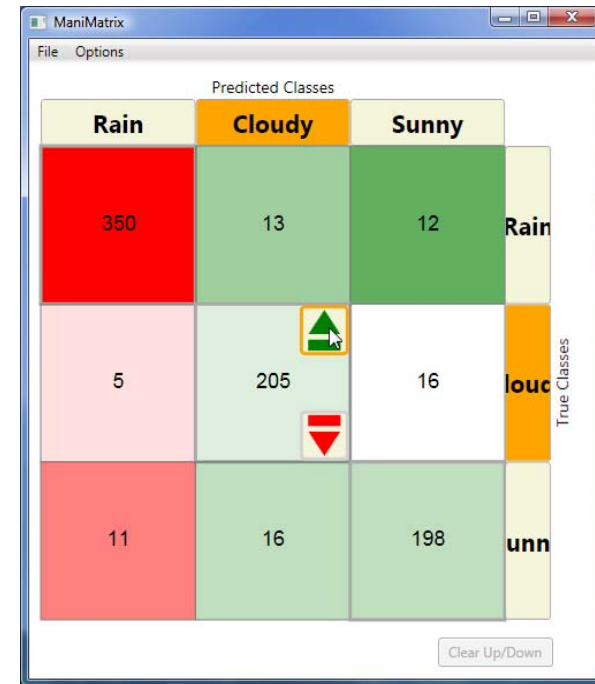 ManiMatrix
File Options
Predicted Classes
Rain Cloudy Sunny
350 13 12 Rain
5 205 16 loud
True Classes
11 16 198 unn
Clear Up/Down